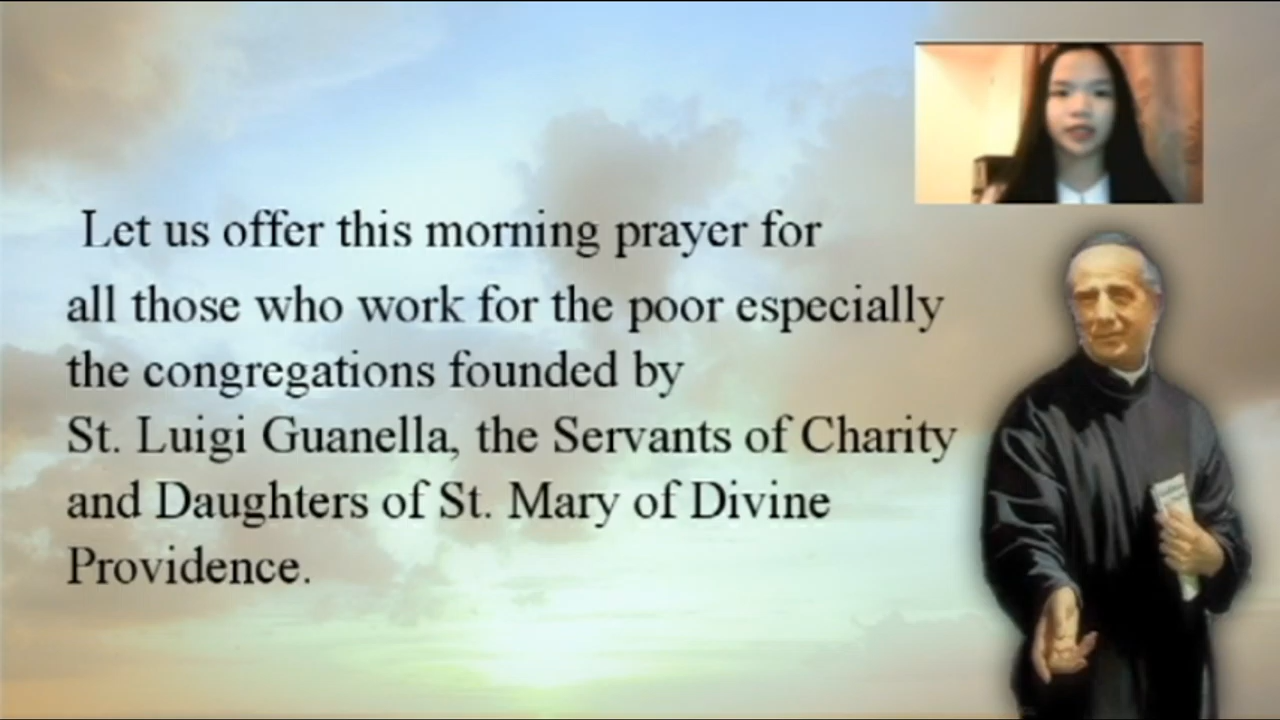 Let us offer this morning prayer for
all those who work for the poor especially
the congregations founded by
St. Luigi Guanella, the Servants of Charity
and Daughters of St. Mary of Divine
Providence.